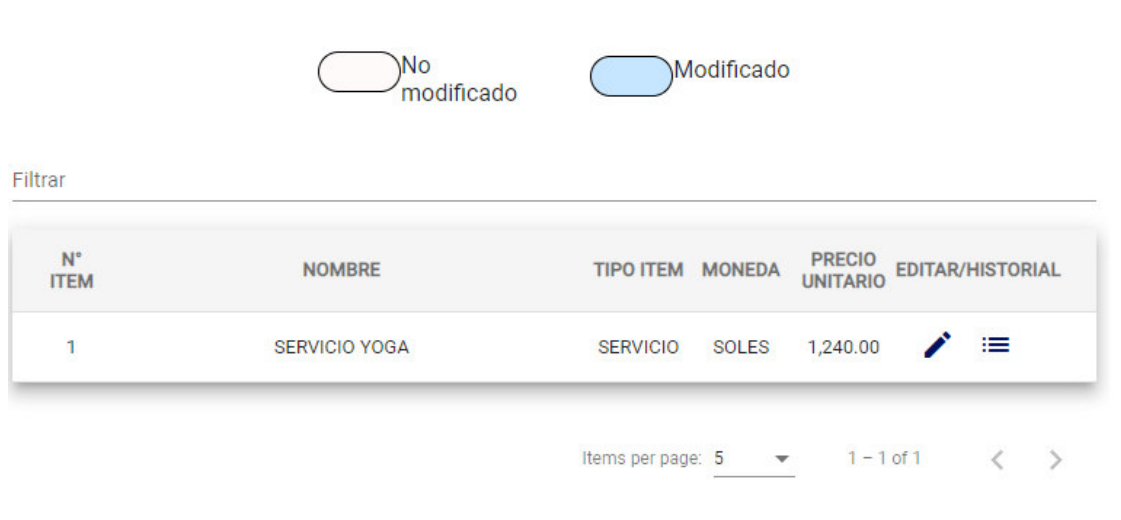 No
modificado
Modificado
Filtrar
N°
ITEM
NOMBRE
TIPO ITEM
MONEDA
PRECIO
UNITARIO
EDITAR/HISTORIAL
1
SERVICIO YOGA
SERVICIO
SOLES
1,240.00
Items per page: 5
1 – 1 of 1